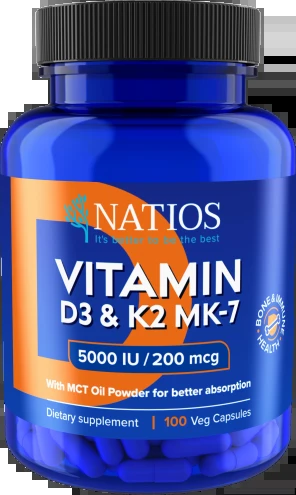 NATIOS
It's better to be the best
VITAMIN
D3 & K2 MK-7
5000 IU / 200 mcg
With MCT Oil Powder for better absorption
Dietary supplement | 100 Veg Capsules
BONE & IMMUNE
HEALTH